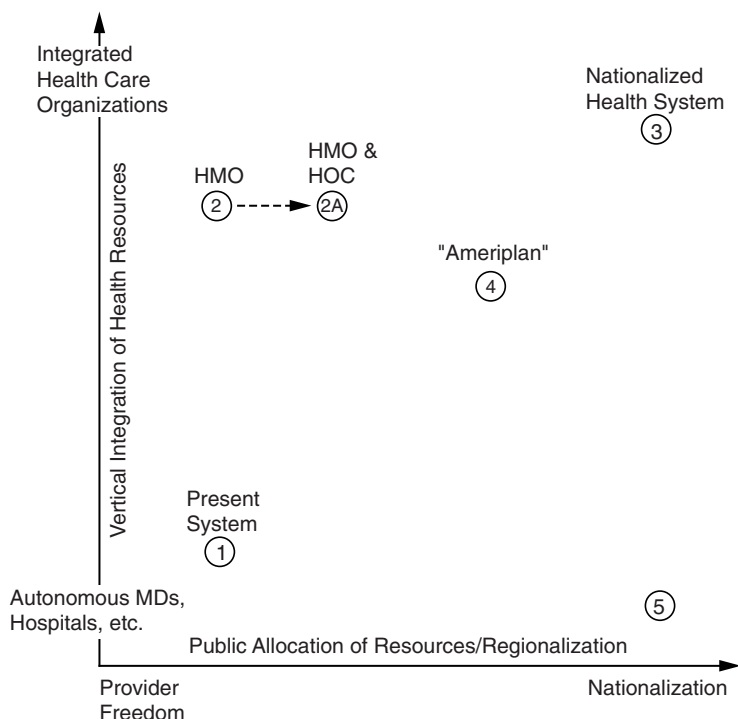 Integrated
Health Care
Organizations
Nationalized
Health System
3
HMO
2
HMO &
HOC
2A
"Ameriplan"
4
Vertical Integration of Health Resources
Present
System
1
Autonomous MDs,
Hospitals, etc.
5
Public Allocation of Resources/Regionalization
Provider
Freedom
Nationalization